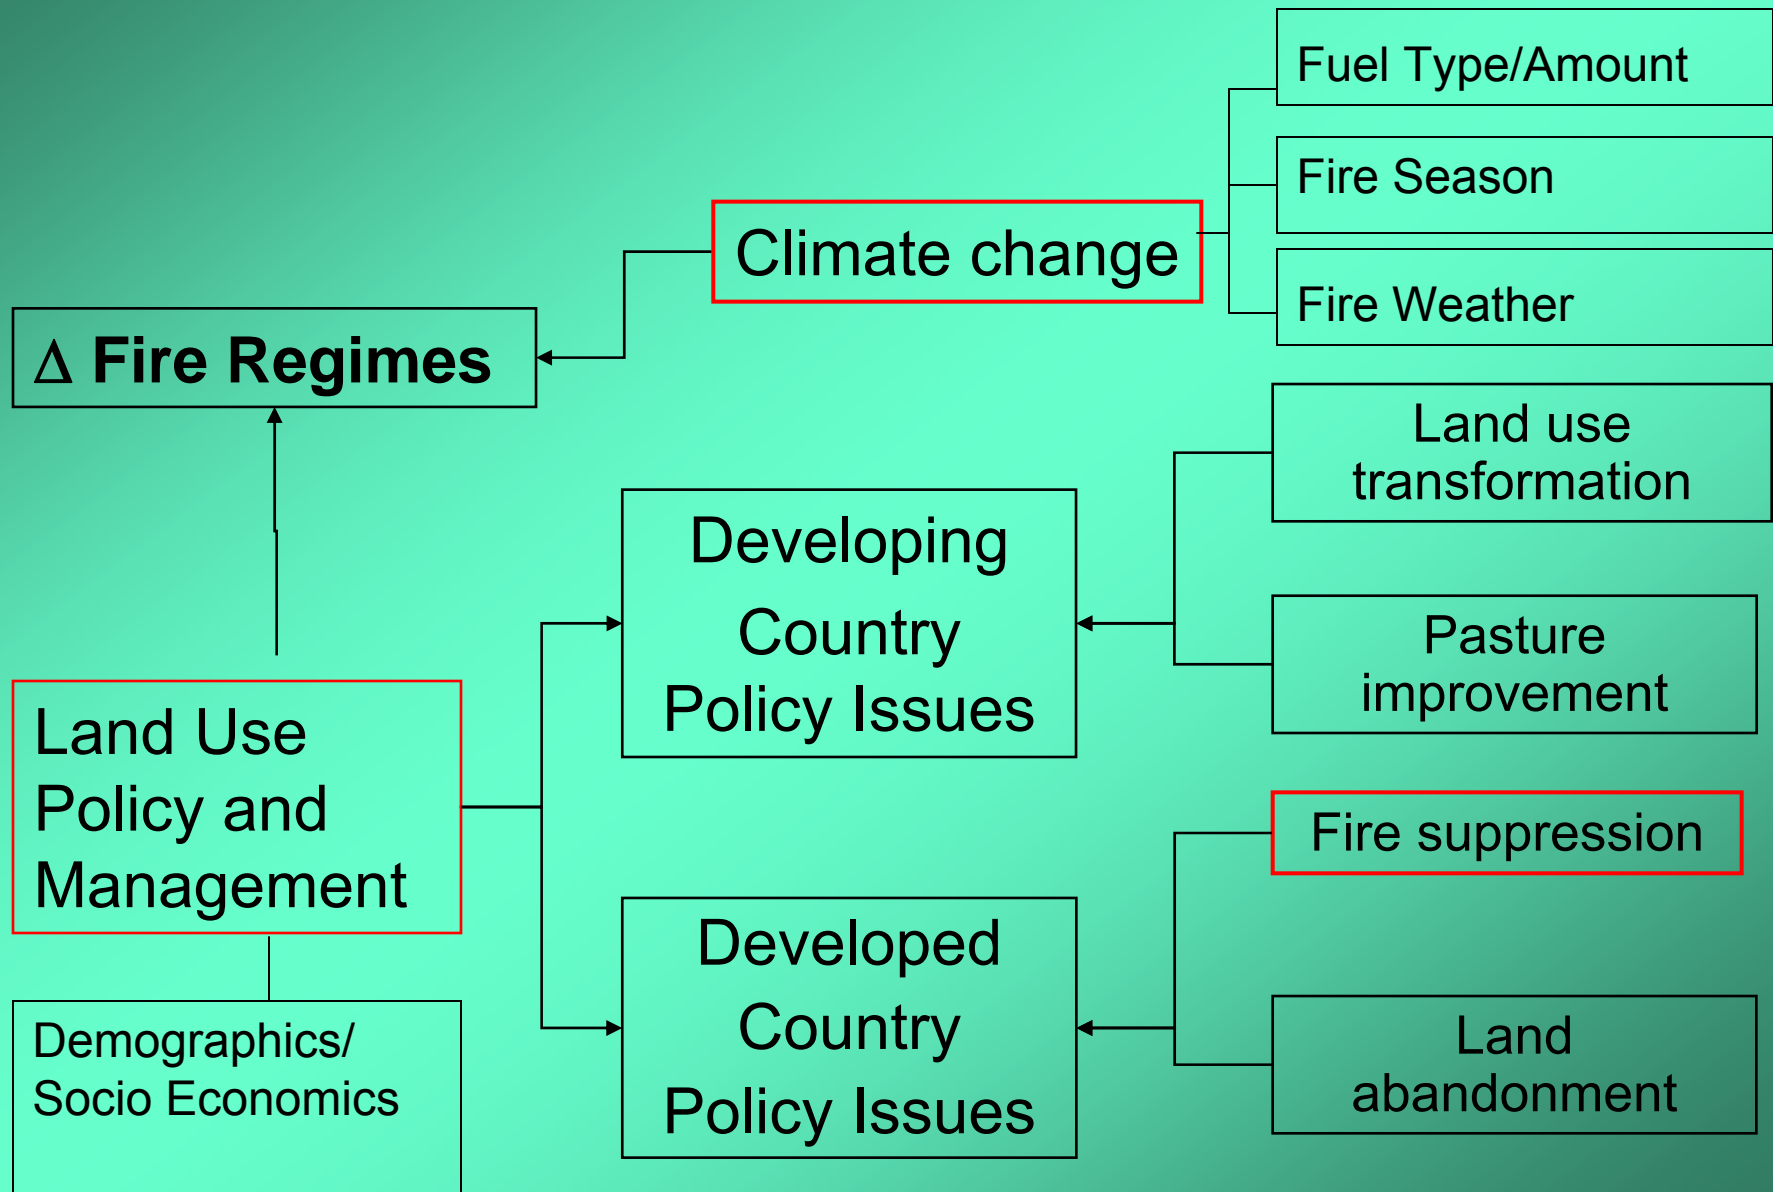 Fuel Type/Amount
Fire Season
Climate change
Fire Weather
Δ Fire Regimes
Land use
transformation
Developing
Country
Policy Issues
Pasture
improvement
Land Use
Policy and
Management
Fire suppression
Developed
Country
Policy Issues
Land
abandonment
Demographics/
Socio Economics